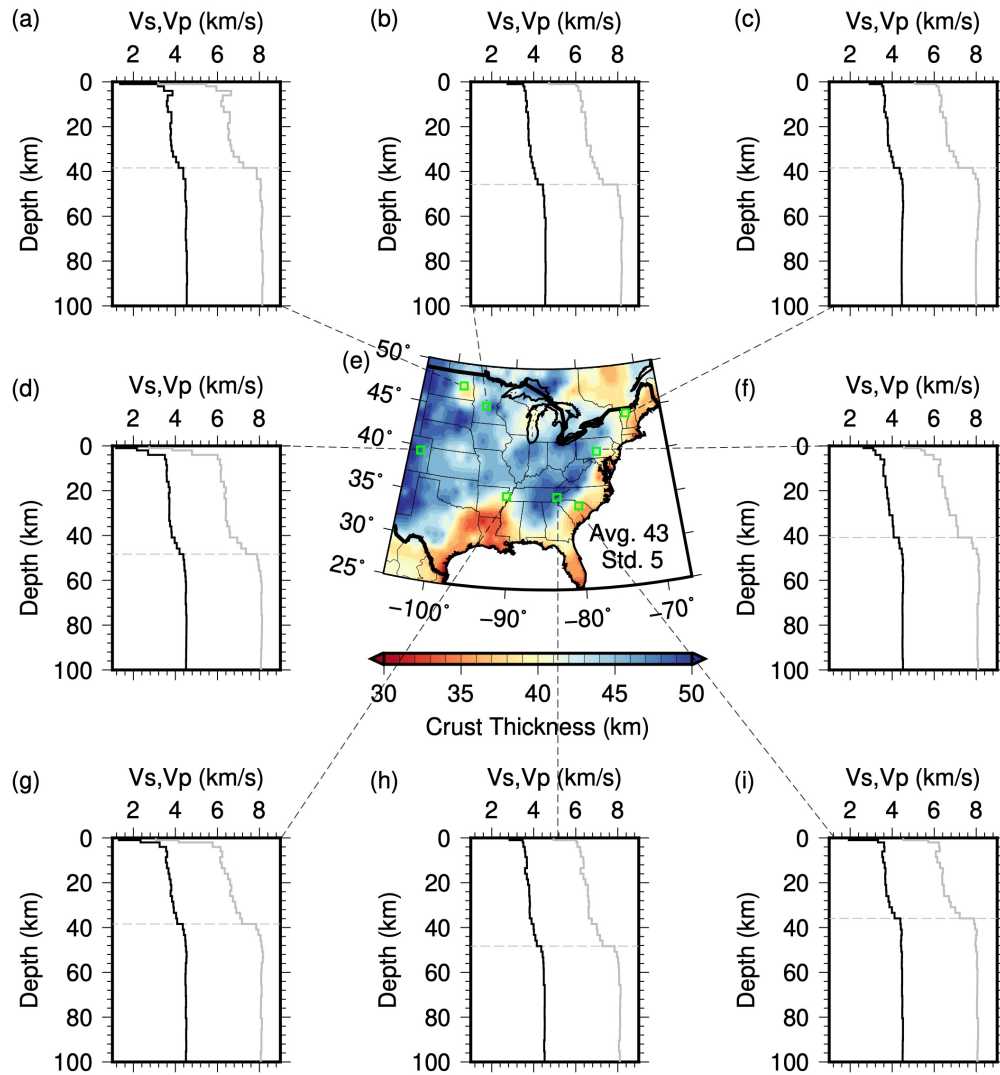 (a) Vs,Vp (km/s)
2 4 6 8
0
20
40
60
80
100
Depth (km)
(b) Vs,Vp (km/s)
2 4 6 8
0
20
40
60
80
100
Depth (km)
(c) Vs,Vp (km/s)
2 4 6 8
0
20
40
60
80
100
Depth (km)
(d) Vs,Vp (km/s)
2 4 6 8
0
20
40
60
80
100
Depth (km)
(e)
50°
45°
40°
35°
30°
25°
−100°
−90°
−80°
−70°
Avg. 43
Std. 5
30 35 40 45 50
Crust Thickness (km)
(f) Vs,Vp (km/s)
2 4 6 8
0
20
40
60
80
100
Depth (km)
(g) Vs,Vp (km/s)
2 4 6 8
0
20
40
60
80
100
Depth (km)
(h) Vs,Vp (km/s)
2 4 6 8
0
20
40
60
80
100
Depth (km)
(i) Vs,Vp (km/s)
2 4 6 8
0
20
40
60
80
100
Depth (km)